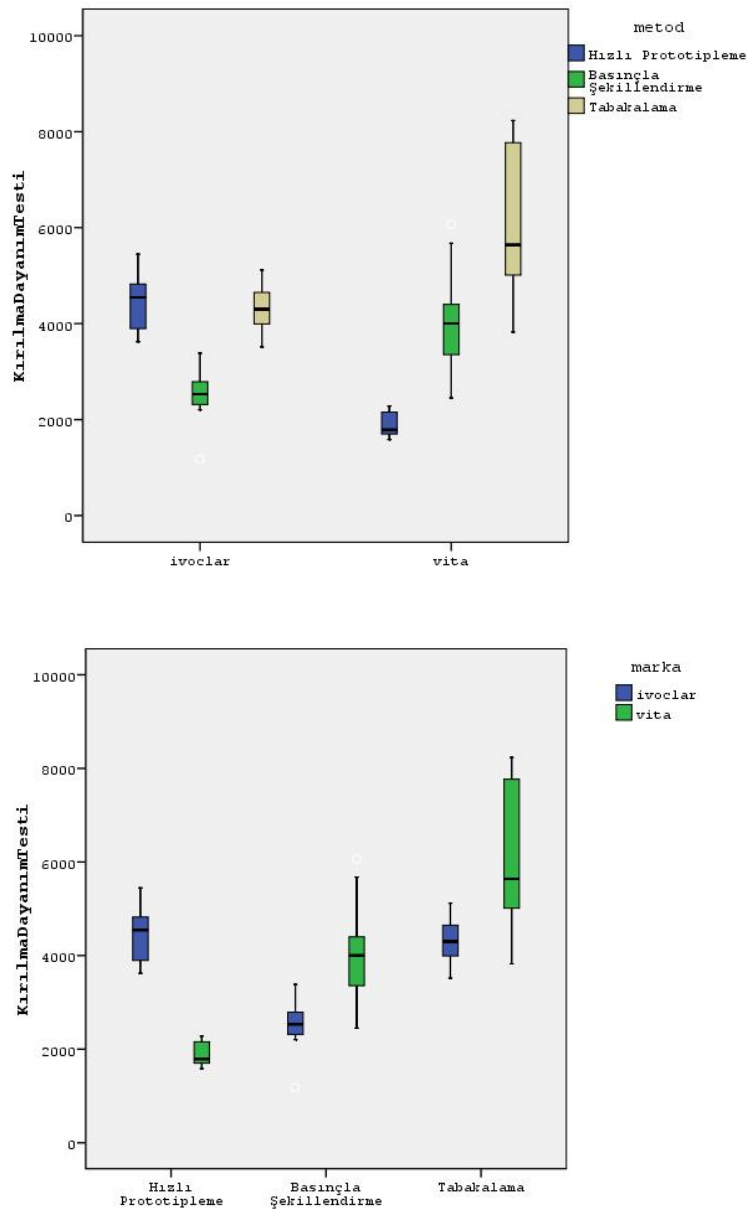 metod
Hızlı Prototipleme
Basınçla
Şekillendirme
Tabakalama
KırılmaDayanımTesti
10000
8000
6000
4000
2000
0
ivoclar
vita
marka
ivoclar
vita
KırılmaDayanımTesti
10000
8000
6000
4000
2000
0
Hızlı
Prototipleme
Basınçla
Şekillendirme
Tabakalama